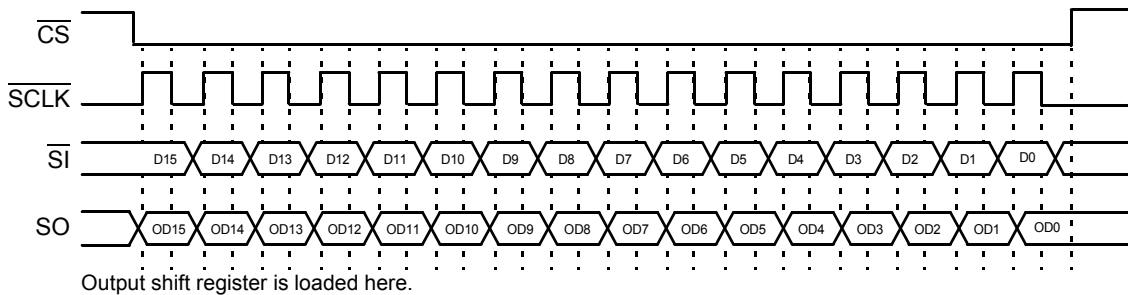 CS
SCLK
SI D15 D14 D13 D12 D11 D10 D9 D8 D7 D6 D5 D4 D3 D2 D1 D0
SO OD15 OD14 OD13 OD12 OD11 OD10 OD9 OD8 OD7 OD6 OD5 OD4 OD3 OD2 OD1 OD0
Output shift register is loaded here.